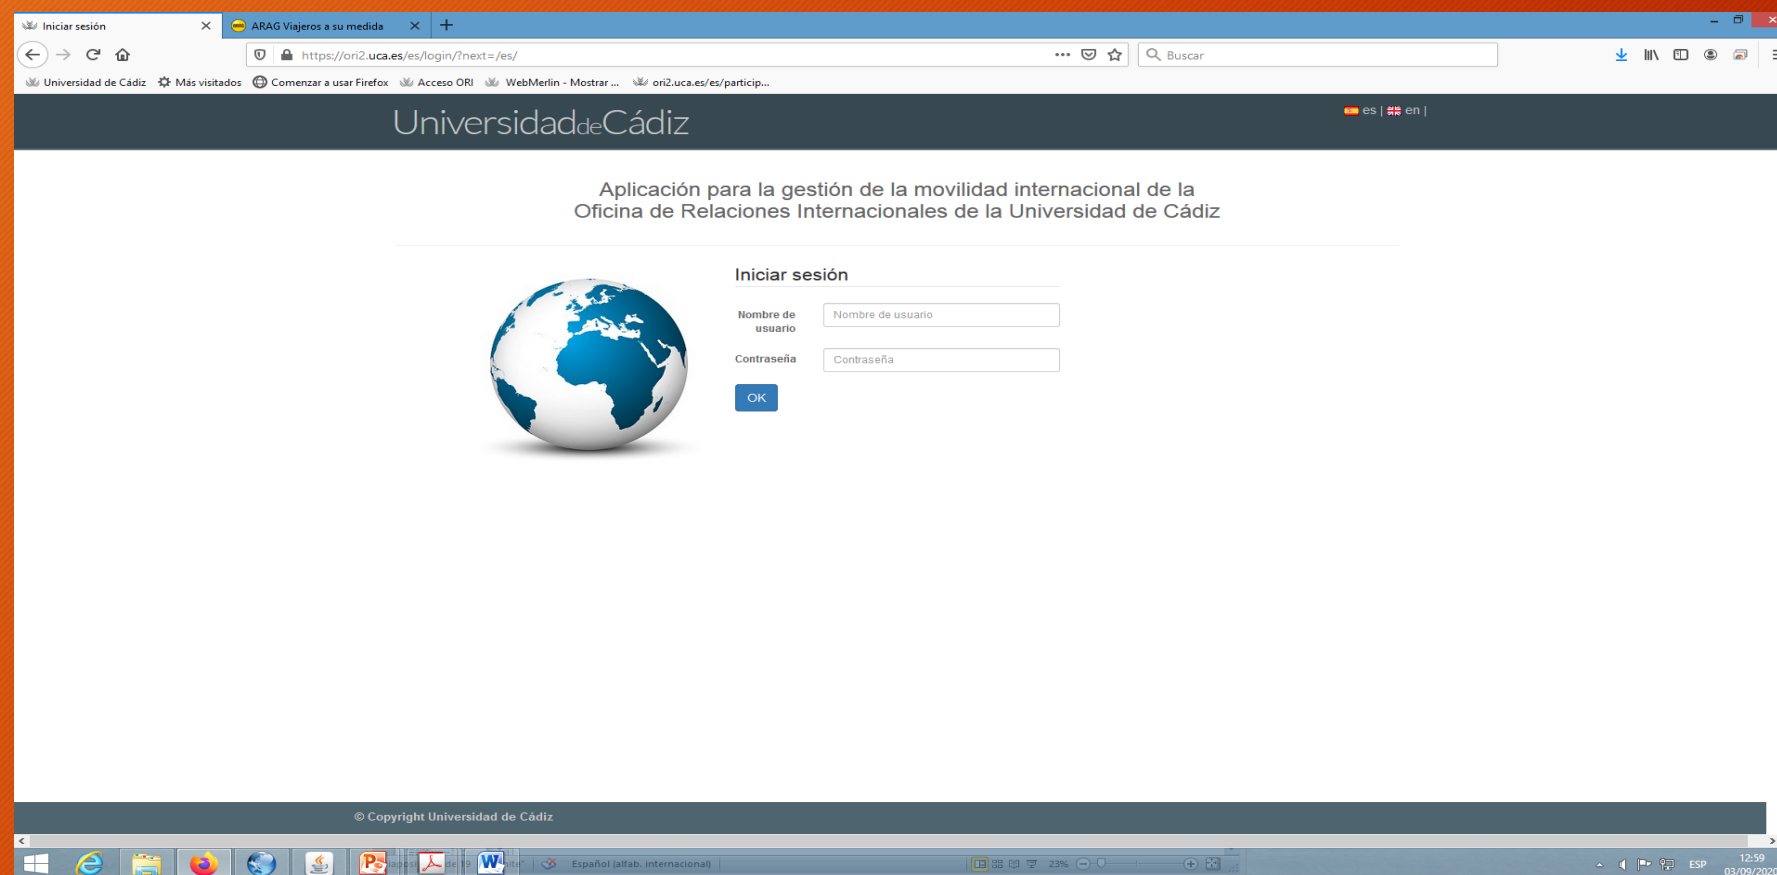 Iniciar sesión
ARAG Viajeros a su medida
https://ori2.uca.es/es/login/?next=/es/
Buscar
Universidad de Cádiz Más visitados Comenzar a usar Firefox Acceso ORI WebMerlin - Mostrar ... ori2.uca.es/es/particip...
UniversidaddeCádiz
es | en |
Aplicación para la gestión de la movilidad internacional de la
Oficina de Relaciones Internacionales de la Universidad de Cádiz
Iniciar sesión
Nombre de
usuario
Nombre de usuario
Contraseña
Contraseña
OK
© Copyright Universidad de Cádiz
Español (alfab. internacional)
23%
ESP
12:59
03/09/2020